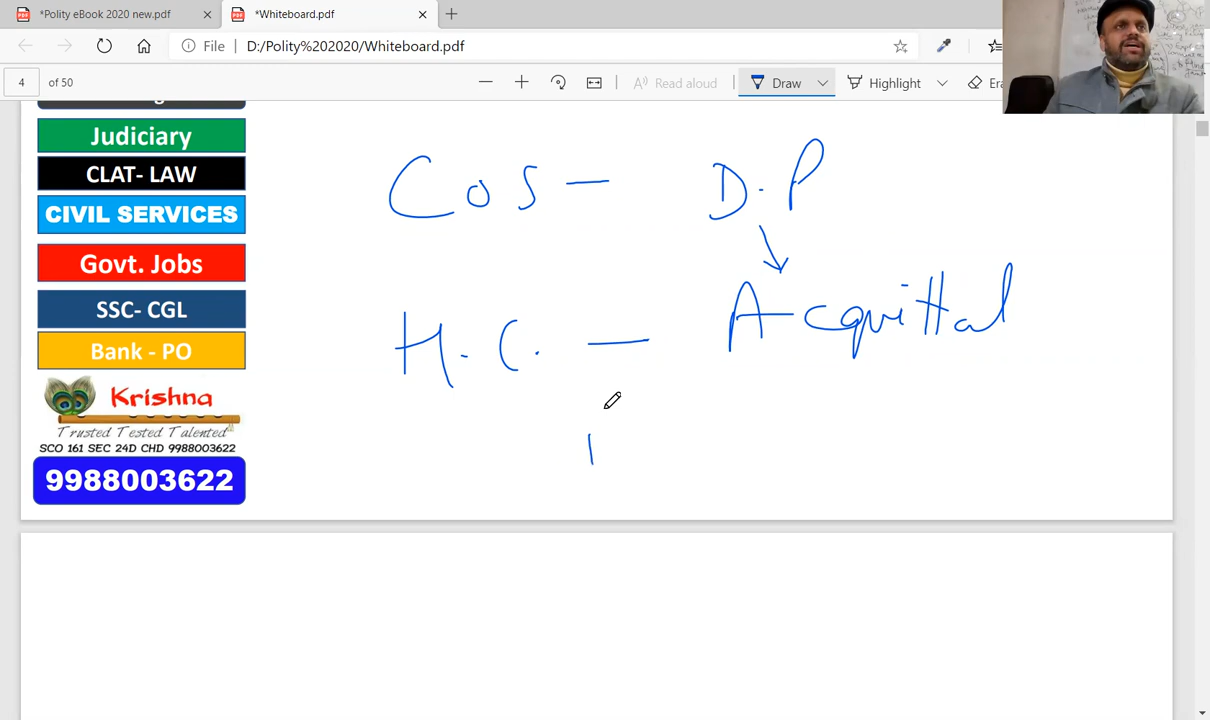 *Polity eBook 2020 new.pdf
*Whiteboard.pdf
File D:/Polity%202020/Whiteboard.pdf
4 of 50
Read aloud
Draw
Highlight
Judiciary
CLAT- LAW
CIVIL SERVICES
Govt. Jobs
SSC- CGL
Bank - PO
Krishna
Trusted Tested Talented
SCO 161 SEC 24D CHD 9988003622
9988003622
Cos — D.P
H.C. — Acquittal